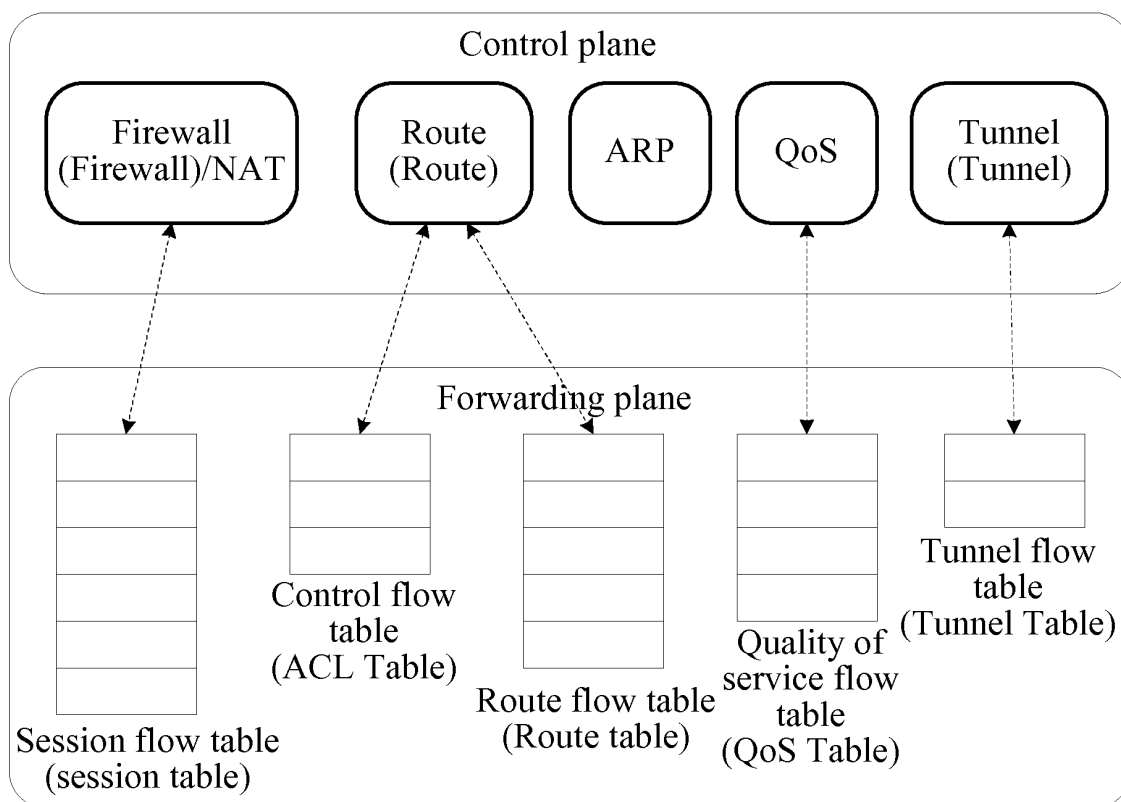 Control plane
Firewall
(Firewall)/NAT
Route
(Route)
ARP
QoS
Tunnel
(Tunnel)
Forwarding plane
Session flow table
(session table)
Control flow
table
(ACL Table)
Route flow table
(Route table)
Quality of
service flow
table
(QoS Table)
Tunnel flow
table
(Tunnel Table)